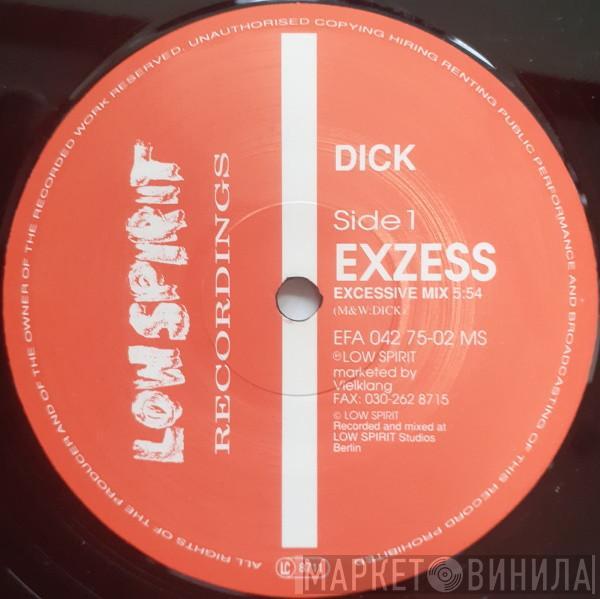 ALL RIGHTS OF THE PRODUCER AND OF THE OWNER OF THE RECORDED WORK RESERVED. UNAUTHORISED COPYING HIRING RENTING PUBLIC PERFORMANCE AND BROADCASTING OF THIS RECORD PROHIBITED
LOW SPIRIT
RECORDINGS
DICK
Side 1
EXZESS
EXCESSIVE MIX 5:54
(M&W:DICK)
EFA 042 75-02 MS
℗LOW SPIRIT
marketed by
Vielklang
FAX: 030-262 8715
© LOW SPIRIT
Recorded and mixed at
LOW SPIRIT Studios
Berlin
LC 8711
МАРКЕТ ВИНИЛА